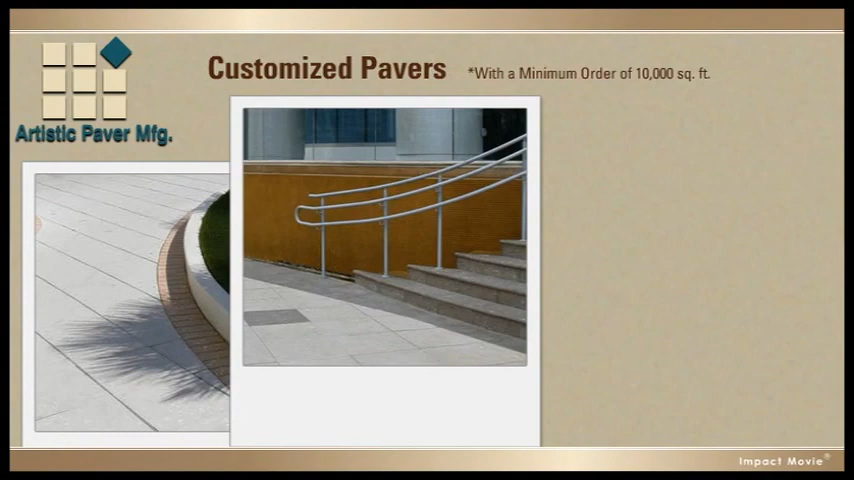 Customized Pavers *With a Minimum Order of 10,000 sq. ft.
Artistic Paver Mfg.
Impact Movie®